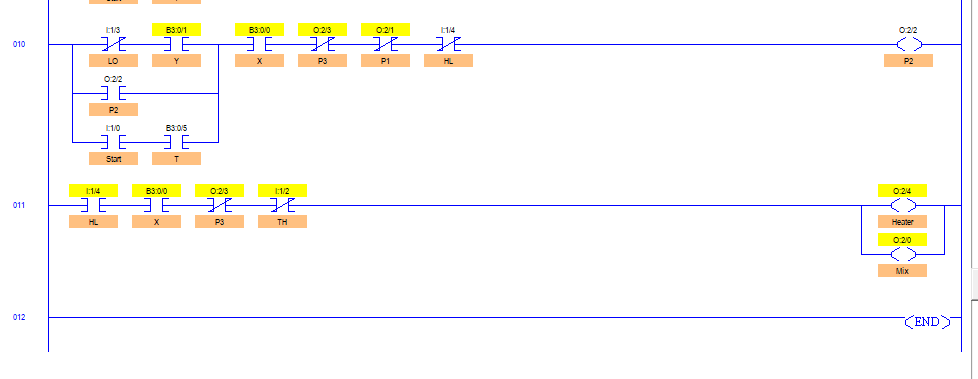 I:1/3 B3:0/1 B3:0/0 O:2/3 O:2/1 I:1/4 O:2/2
010
LO Y X P3 P1 HL P2
O:2/2
P2
I:1/0 B3:0/5
Start T
I:1/4 B3:0/0 O:2/3 I:1/2 O:2/4
011
HL X P3 TH Heater
O:2/0
Mix
012
END